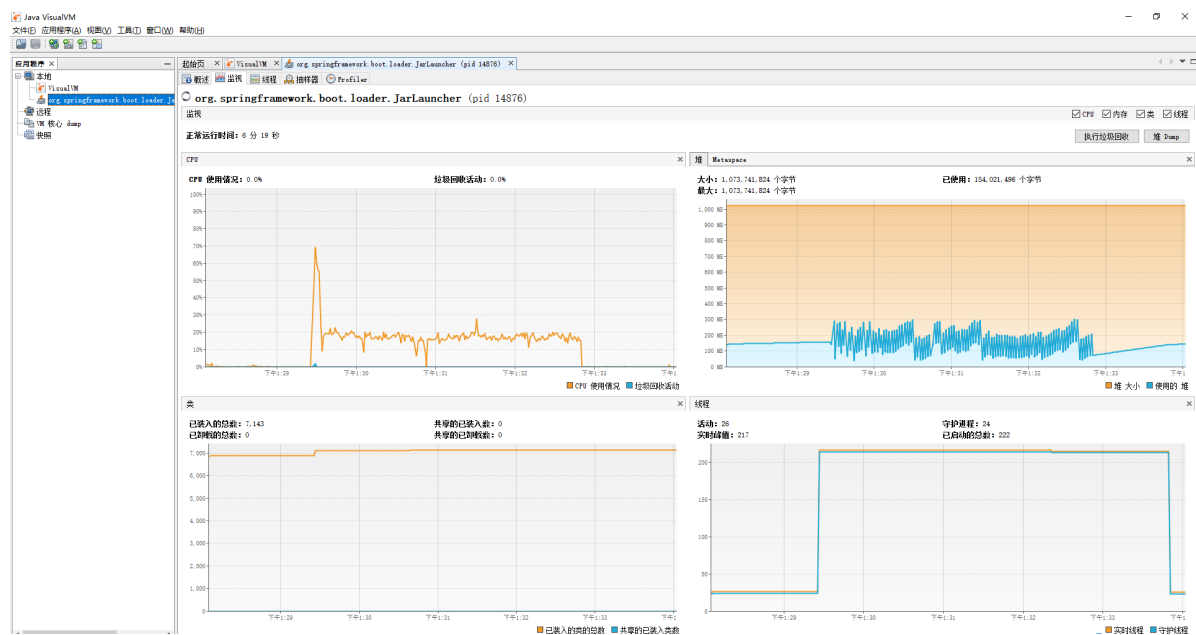 Java VisualVM
文件(F) 应用程序(A) 视图(V) 工具(T) 窗口(W) 帮助(H)
应用程序
本地
VisualVM
org.springframework.boot.loader.Ja
远程
VM 核心 dump
快照
起始页 VisualVM org.springframework.boot.loader.JarLauncher (pid 14876)
概述 监视 线程 抽样器 Profiler
org.springframework.boot.loader.JarLauncher (pid 14876)
监视
CPU 内存 类 线程
正常运行时间: 6 分 19 秒
执行垃圾回收 堆 Dump
CPU
CPU 使用情况: 0.0% 垃圾回收活动: 0.0%
100%
90%
80%
70%
60%
50%
40%
30%
20%
10%
0%
下午1:29 下午1:30 下午1:31 下午1:32 下午1:33 下午1
CPU 使用情况 垃圾回收活动
堆 Metaspace
大小: 1,073,741,824 个字节 已使用: 154,021,496 个字节
最大: 1,073,741,824 个字节
1,000 MB
900 MB
800 MB
700 MB
600 MB
500 MB
400 MB
300 MB
200 MB
100 MB
0 MB
下午1:29 下午1:30 下午1:31 下午1:32 下午1:33 下午1
堆 大小 使用的 堆
类
已装入的总数: 7,143 共享的已装入数: 0
已卸载的总数: 0 共享的已卸载数: 0
7,000
6,000
5,000
4,000
3,000
2,000
1,000
0
下午1:29 下午1:30 下午1:31 下午1:32 下午1:33 下午1
已装入的类的总数 共享的已装入类数
线程
活动: 26 守护进程: 24
实时峰值: 217 已启动的总数: 222
200
150
100
50
0
下午1:29 下午1:30 下午1:31 下午1:32 下午1:33 下午1
实时线程 守护线程